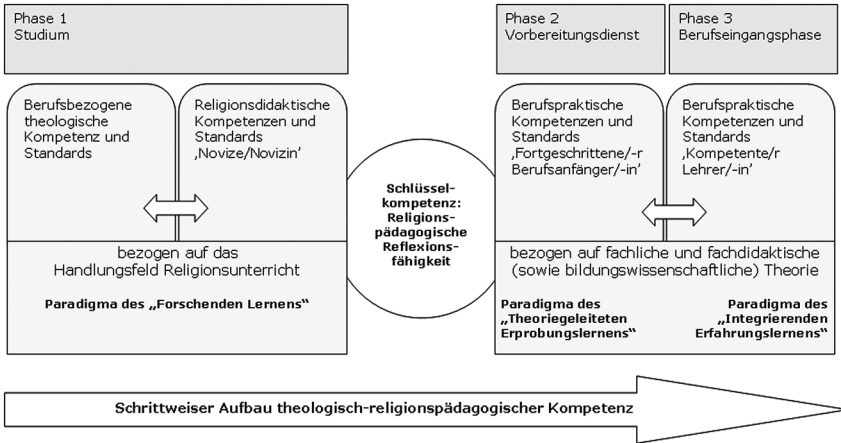 Phase 1
Studium
Phase 2
Vorbereitungsdienst
Phase 3
Berufseingangsphase
Berufsbezogene
theologische
Kompetenz und
Standards
Religionsdidaktische
Kompetenzen und
Standards
‚Novize/Novizin’
bezogen auf das
Handlungsfeld Religionsunterricht
Paradigma des „Forschenden Lernens“
Schlüssel-
kompetenz:
Religions-
pädagogische
Reflexions-
fähigkeit
Berufspraktische
Kompetenzen und
Standards
‚Fortgeschrittene/-r
Berufsanfänger/-in’
Berufspraktische
Kompetenzen und
Standards
‚Kompetente/r
Lehrer/-in’
bezogen auf fachliche und fachdidaktische
(sowie bildungswissenschaftliche) Theorie
Paradigma des
„Theoriegeleiteten
Erprobungslernens“
Paradigma des
„Integrierenden
Erfahrungslernens“
Schrittweiser Aufbau theologisch-religionspädagogischer Kompetenz